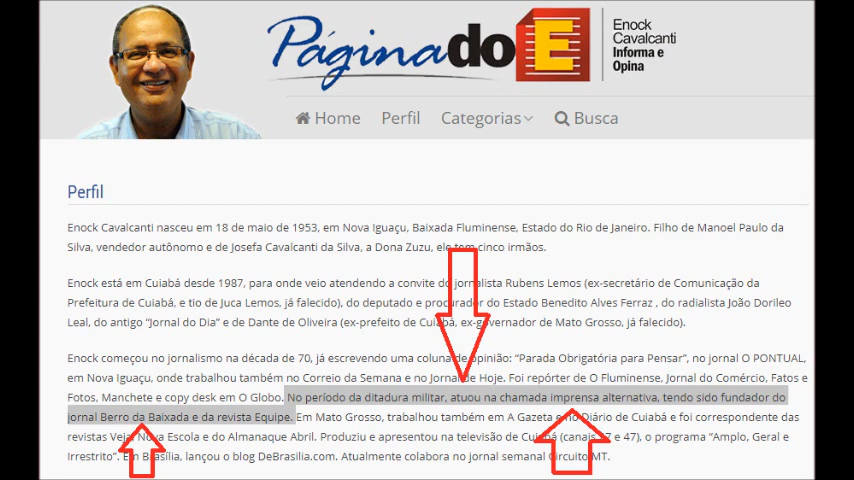 Página do E
Enock
Cavalcanti
Informa e
Opina
Home Perfil Categorias Busca
Perfil
Enock Cavalcanti nasceu em 18 de maio de 1953, em Nova Iguaçu, Baixada Fluminense, Estado do Rio de Janeiro. Filho de Manoel Paulo da
Silva, vendedor autônomo e de Josefa Cavalcanti da Silva, a Dona Zuzu, ele tem cinco irmãos.
Enock está em Cuiabá desde 1987, para onde veio atendendo a convite do jornalista Rubens Lemos (ex-secretário de Comunicação da
Prefeitura de Cuiabá, e tio de Juca Lemos, já falecido), do deputado e procurador do Estado Benedito Alves Ferraz , do radialista João Dorileo
Leal, do antigo “Jornal do Dia” e de Dante de Oliveira (ex-prefeito de Cuiabá, ex-governador de Mato Grosso, já falecido).
Enock começou no jornalismo na década de 70, já escrevendo uma coluna de opinião: “Parada Obrigatória para Pensar”, no jornal O PONTUAL,
em Nova Iguaçu, onde trabalhou também no Correio da Semana e no Jornal de Hoje. Foi repórter de O Fluminense, Jornal do Comércio, Fatos e
Fotos, Manchete e copy desk em O Globo. No período da ditadura militar, atuou na chamada imprensa alternativa, tendo sido fundador do
jornal Berro da Baixada e da revista Equipe. Em Mato Grosso, trabalhou também em A Gazeta e no Diário de Cuiabá e foi correspondente das
revistas Veja, Nova Escola e do Almanaque Abril. Produziu e apresentou na televisão de Cuiabá (canais 27 e 47), o programa “Amplo, Geral e
Irrestrito”. Em Brasília, lançou o blog DeBrasilia.com. Atualmente colabora no jornal semanal Circuito MT.